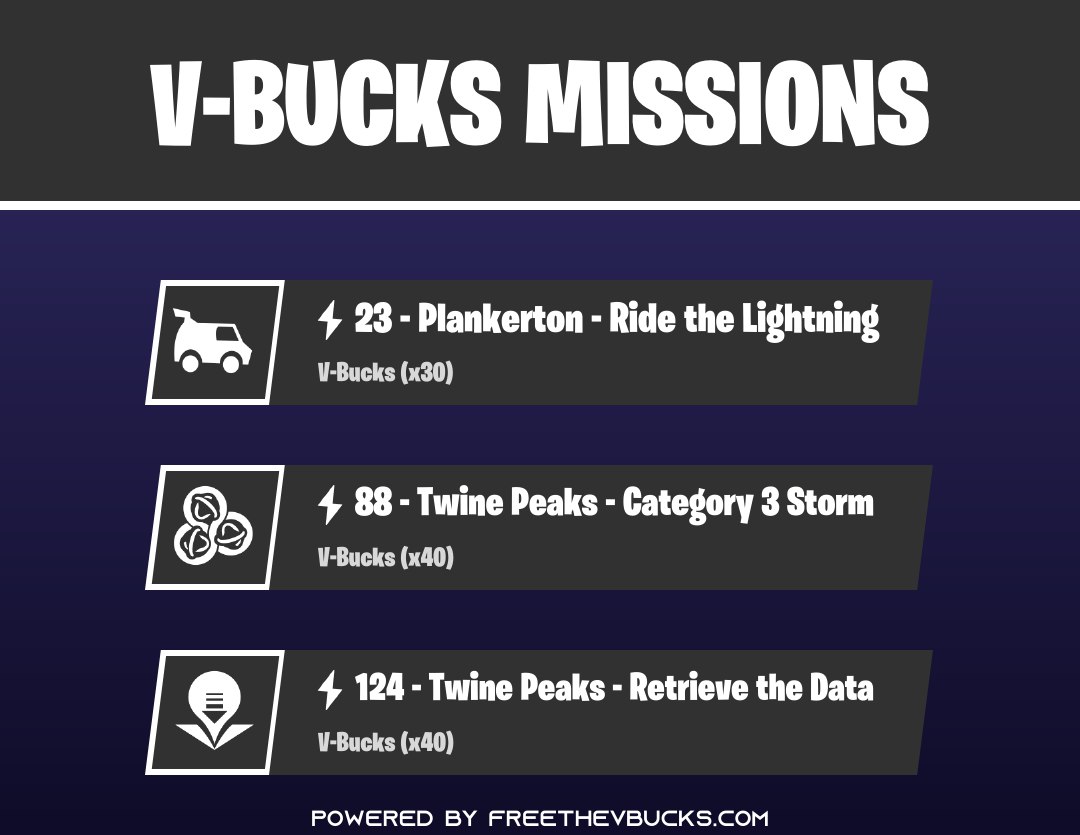 V-BUCKS MISSIONS
23 - Plankerton - Ride the Lightning
V-Bucks (x30)
88 - Twine Peaks - Category 3 Storm
V-Bucks (x40)
124 - Twine Peaks - Retrieve the Data
V-Bucks (x40)
POWERED BY FREETHEVBUCKS.COM